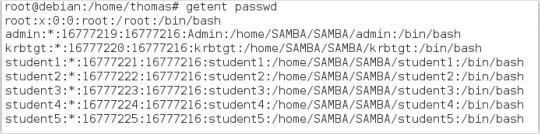 root@debian:/home/thomas# getent passwd
root:x:0:0:root:/root:/bin/bash
admin:*:16777219:16777216:Admin:/home/SAMBA/SAMBA/admin:/bin/bash
krbtgt:*:16777220:16777216:krbtgt:/home/SAMBA/SAMBA/krbtgt:/bin/bash
student1:*:16777221:16777216:student1:/home/SAMBA/SAMBA/student1:/bin/bash
student2:*:16777222:16777216:student2:/home/SAMBA/SAMBA/student2:/bin/bash
student3:*:16777223:16777216:student3:/home/SAMBA/SAMBA/student3:/bin/bash
student4:*:16777224:16777216:student4:/home/SAMBA/SAMBA/student4:/bin/bash
student5:*:16777225:16777216:student5:/home/SAMBA/SAMBA/student5:/bin/bash